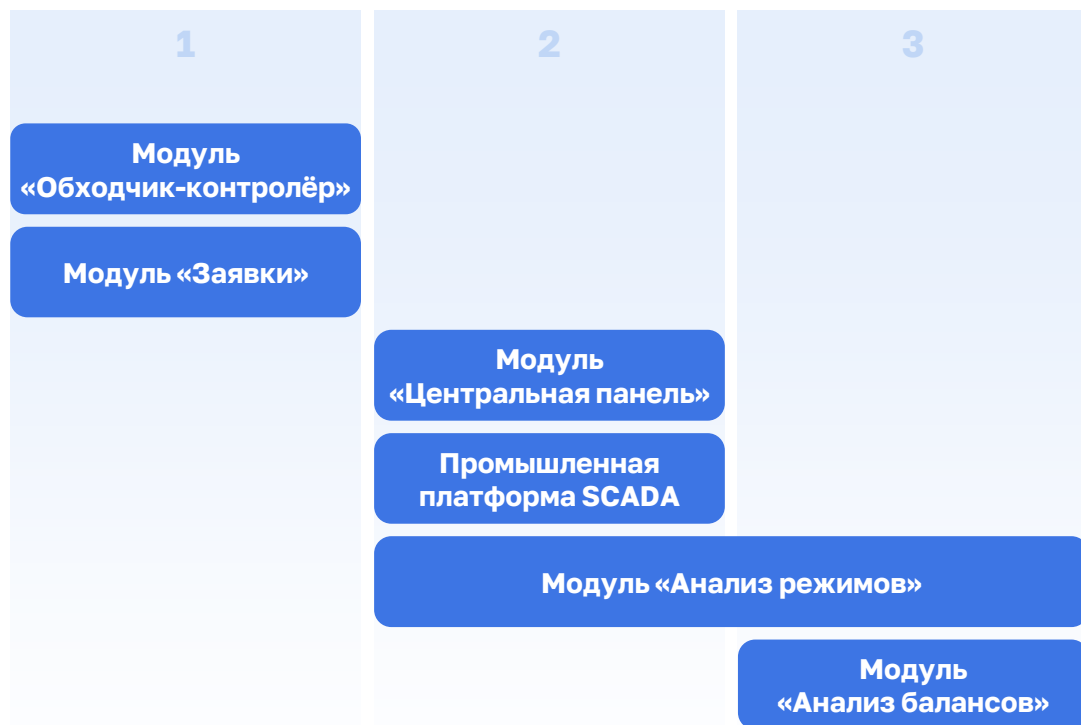 1
2
3
Модуль
«Обходчик-контролёр»
Модуль «Заявки»
Модуль
«Центральная панель»
Промышленная
платформа SCADA
Модуль «Анализ режимов»
Модуль
«Анализ балансов»